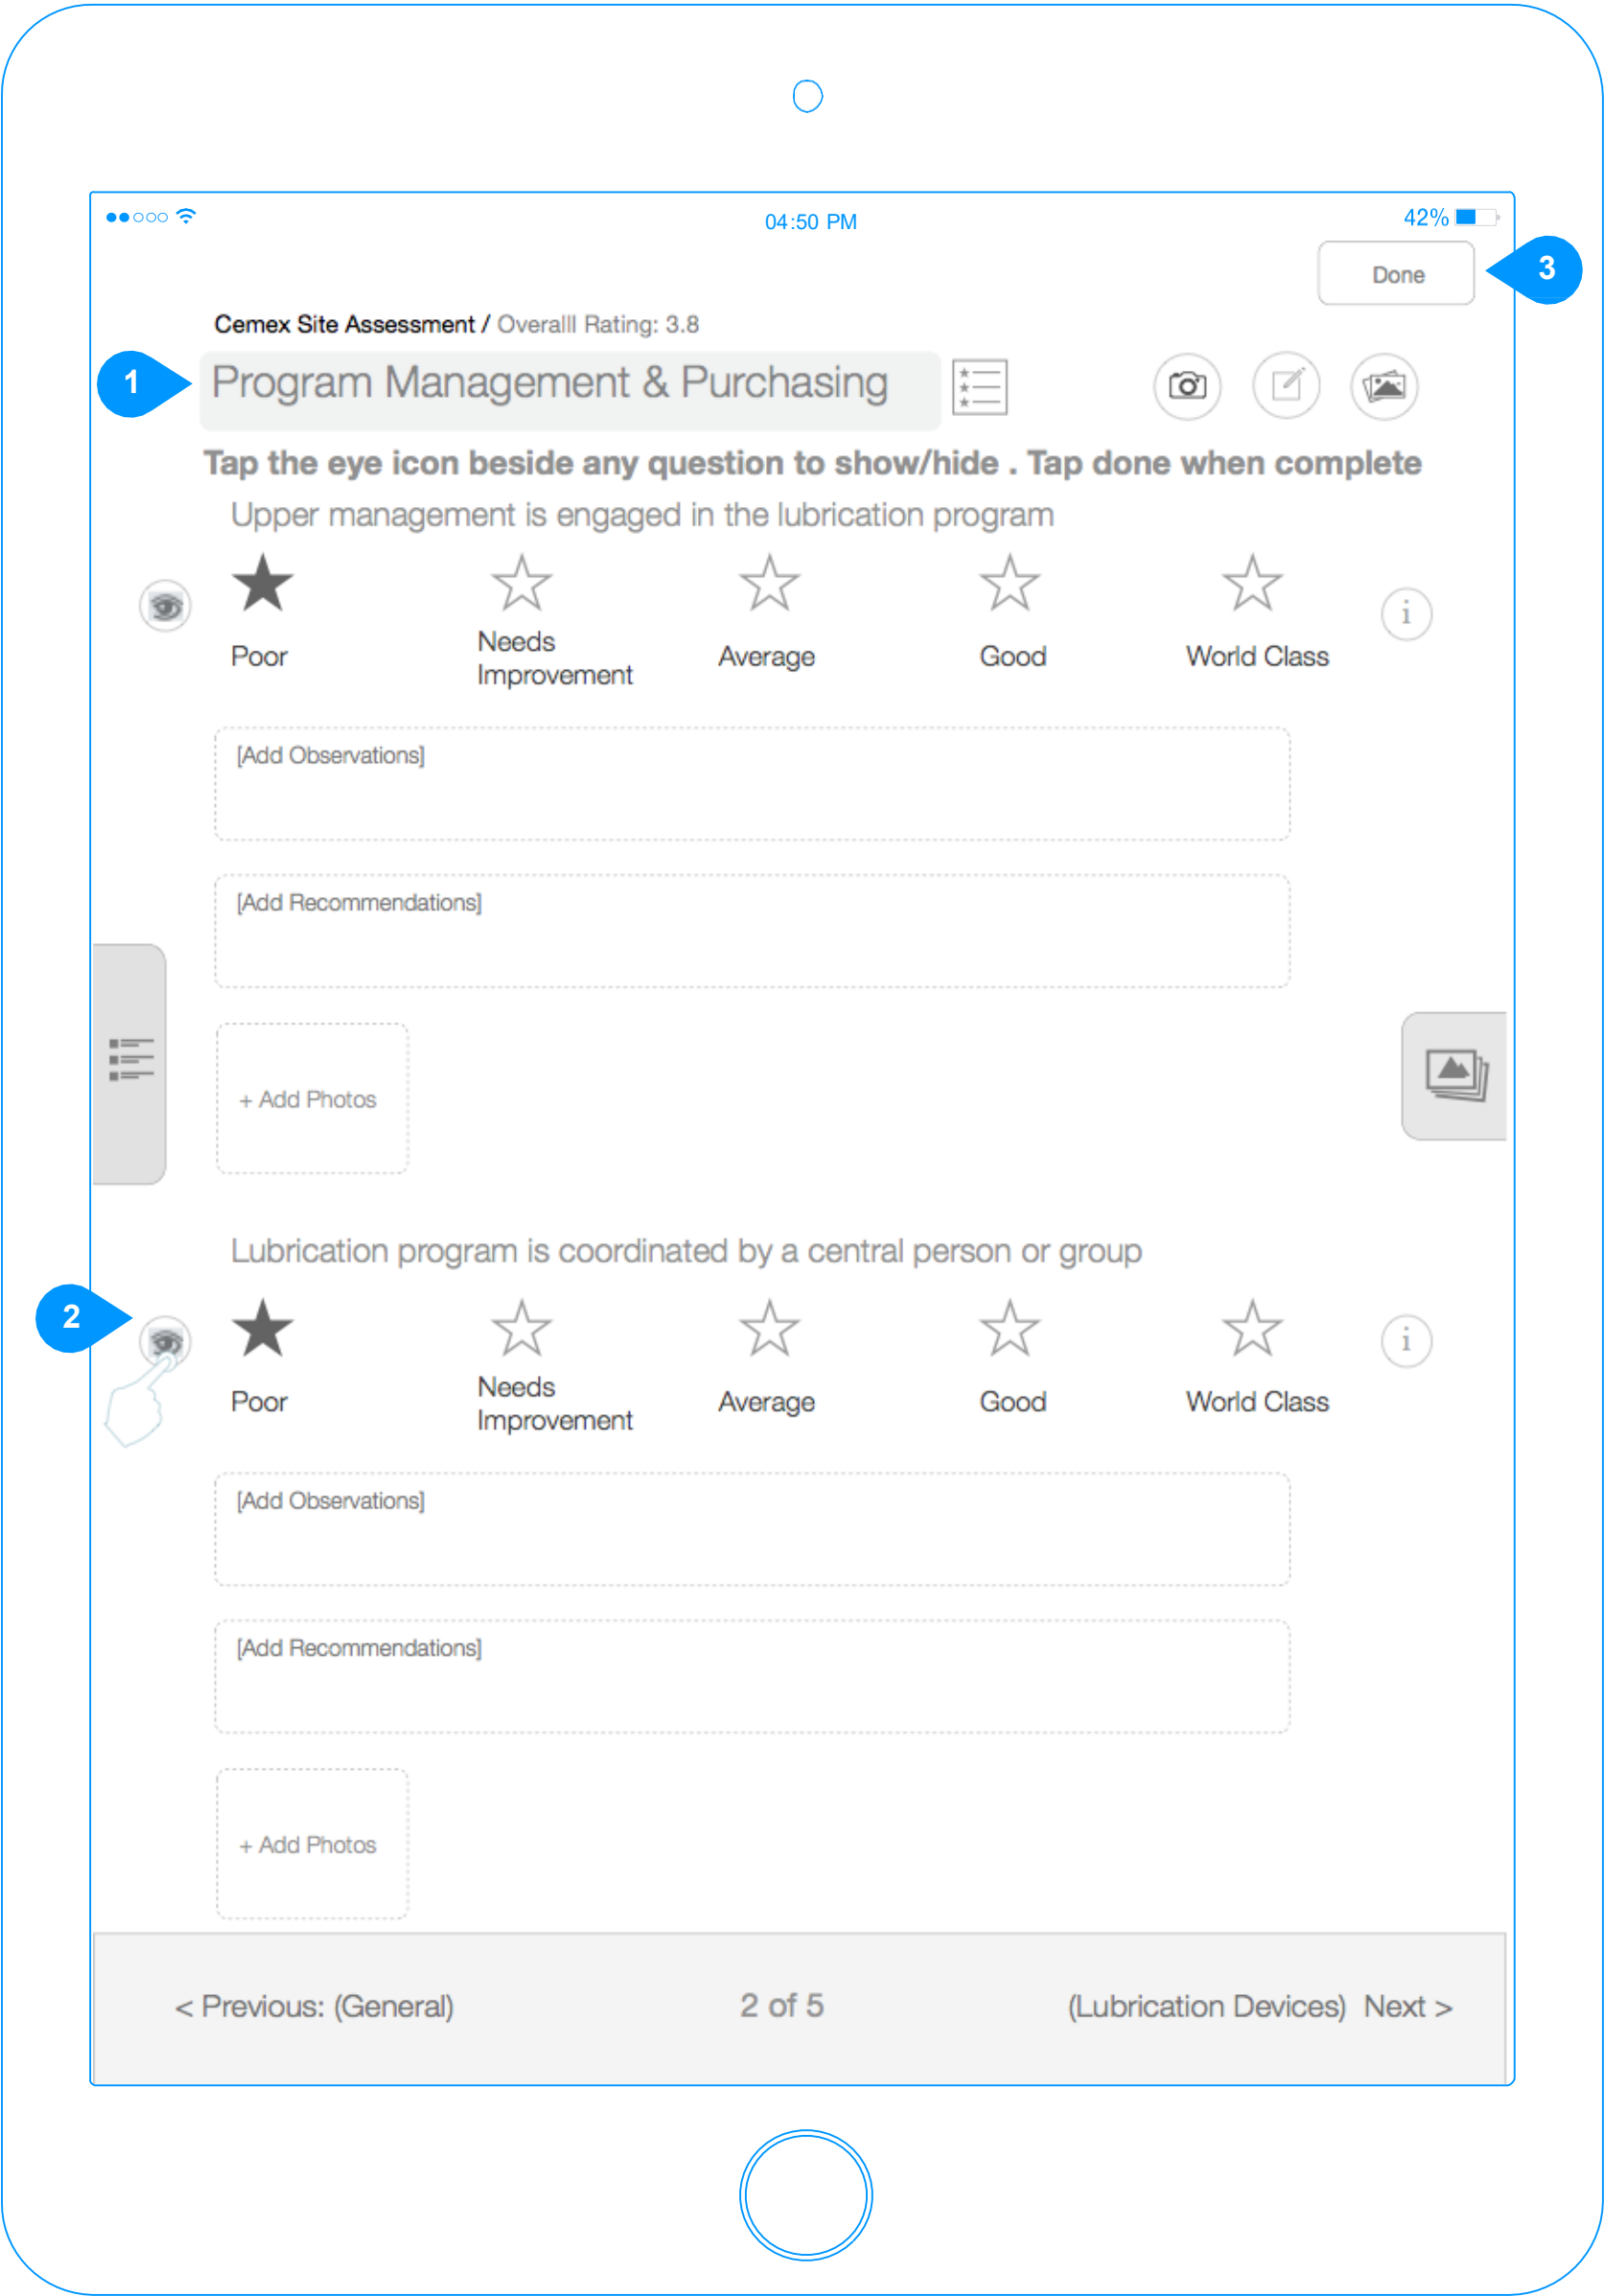 04:50 PM
42%
Done
3
Cemex Site Assessment / Overalll Rating: 3.8
1
Program Management & Purchasing
Tap the eye icon beside any question to show/hide . Tap done when complete
Upper management is engaged in the lubrication program
Poor
Needs
Improvement
Average
Good
World Class
i
[Add Observations]
[Add Recommendations]
+ Add Photos
Lubrication program is coordinated by a central person or group
2
Poor
Needs
Improvement
Average
Good
World Class
i
[Add Observations]
[Add Recommendations]
+ Add Photos
< Previous: (General)
2 of 5
(Lubrication Devices) Next >